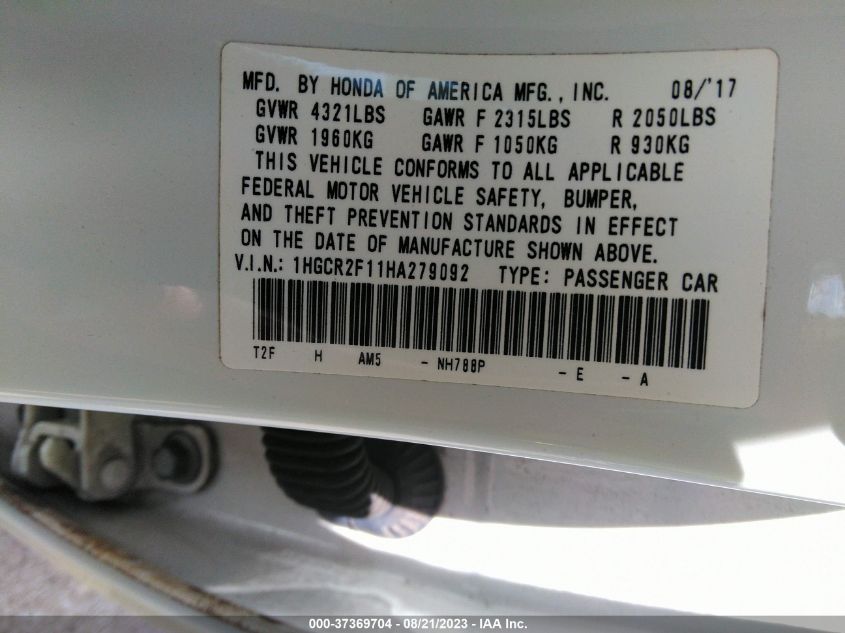 MFD. BY HONDA OF AMERICA MFG., INC. 08/'17
GVWR 4321LBS GAWR F 2315LBS R 2050LBS
GVWR 1960KG GAWR F 1050KG R 930KG
THIS VEHICLE CONFORMS TO ALL APPLICABLE
FEDERAL MOTOR VEHICLE SAFETY, BUMPER,
AND THEFT PREVENTION STANDARDS IN EFFECT
ON THE DATE OF MANUFACTURE SHOWN ABOVE.
V.I.N.: 1HGCR2F11HA279092 TYPE: PASSENGER CAR
T2F H AM5 - NH788P - E - A
000-37369704 - 08/21/2023 - IAA Inc.